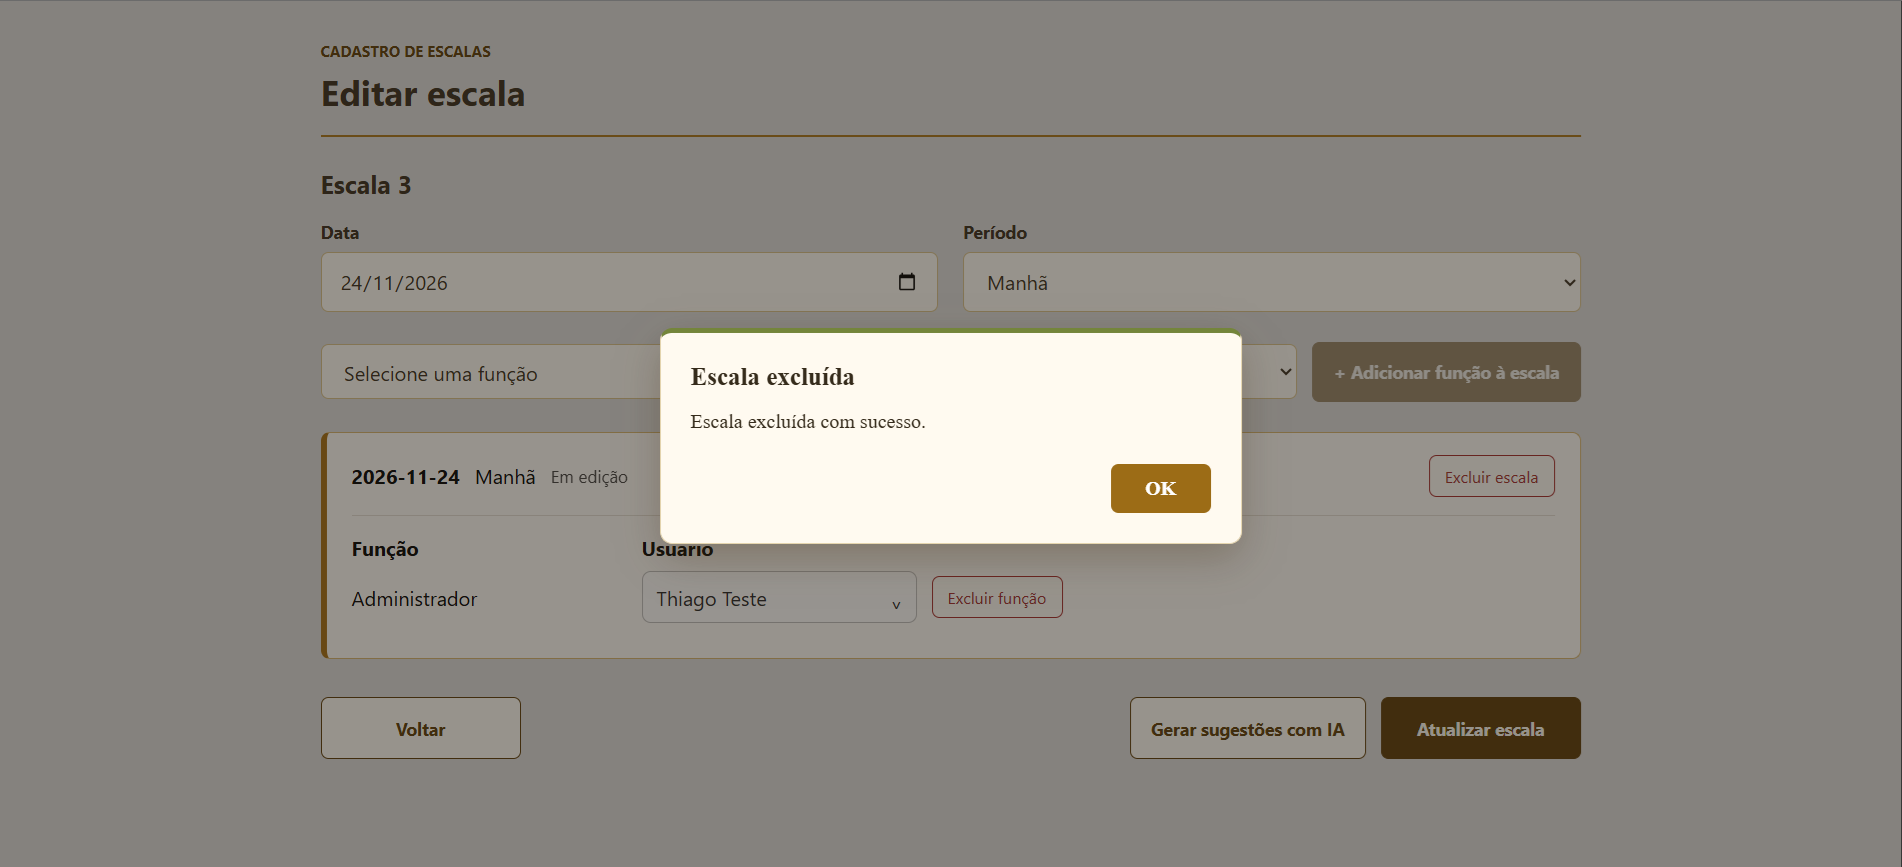 CADASTRO DE ESCALAS
Editar escala
Escala 3
Data
Período
24/11/2026
Manhã
Selecione uma função
+ Adicionar função à escala
Escala excluída
Escala excluída com sucesso.
OK
2026-11-24 Manhã Em edição
Excluir escala
Função
Usuário
Administrador
Thiago Teste
Excluir função
Voltar
Gerar sugestões com IA
Atualizar escala